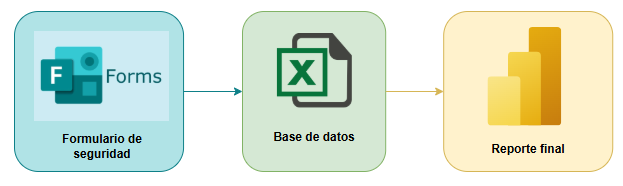 F Forms
X
Formulario de
seguridad
Base de datos
Reporte final